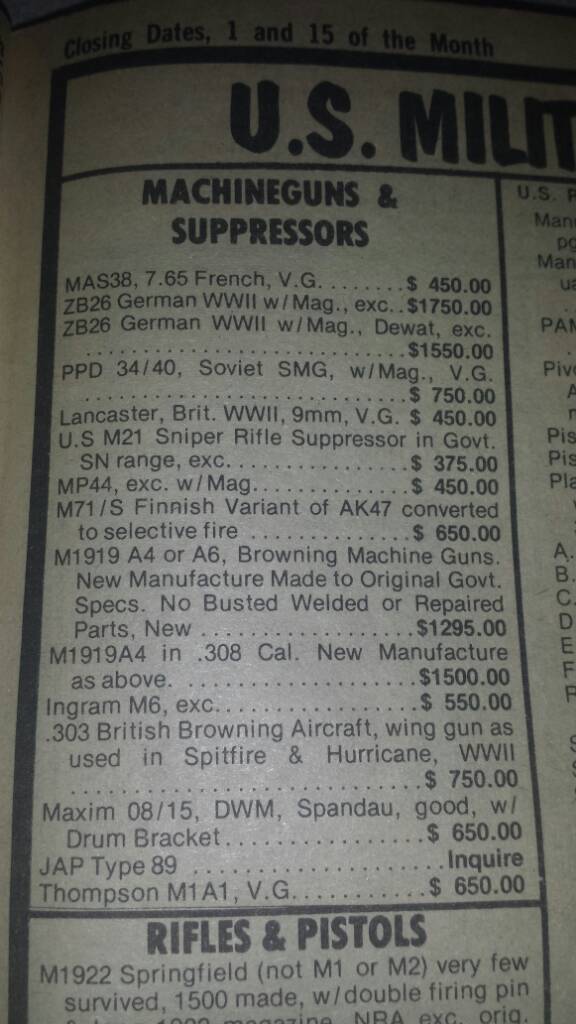 Closing Dates, 1 and 15 of the Month
U.S. MILIT
MACHINEGUNS &
SUPPRESSORS
MAS38, 7.65 French, V.G. . . . . . . . $ 450.00
ZB26 German WWII w/Mag., exc. . $1750.00
ZB26 German WWII w/Mag., Dewat, exc.
. . . . . . . . . . . . . . . . . . . . . . . . . . . $1550.00
PPD 34/40, Soviet SMG, w/Mag., V.G.
. . . . . . . . . . . . . . . . . . . . . . . . . . . $ 750.00
Lancaster, Brit. WWII, 9mm, V.G. $ 450.00
U.S M21 Sniper Rifle Suppressor in Govt.
SN range, exc. . . . . . . . . . . . . . . $ 375.00
MP44, exc. w/Mag. . . . . . . . . . . . . $ 450.00
M71/S Finnish Variant of AK47 converted
to selective fire . . . . . . . . . . . . . $ 650.00
M1919 A4 or A6, Browning Machine Guns.
New Manufacture Made to Original Govt.
Specs. No Busted Welded or Repaired
Parts, New . . . . . . . . . . . . . . . . . . $1295.00
M1919A4 in .308 Cal. New Manufacture
as above. . . . . . . . . . . . . . . . . . . $1500.00
Ingram M6, exc. . . . . . . . . . . . . . . . $ 550.00
.303 British Browning Aircraft, wing gun as
used in Spitfire & Hurricane, WWII
. . . . . . . . . . . . . . . . . . . . . . . . . . . . . $ 750.00
Maxim 08/15, DWM, Spandau, good, w/
Drum Bracket . . . . . . . . . . . . . . . . $ 650.00
JAP Type 89 . . . . . . . . . . . . . . . . . . . Inquire
Thompson M1A1, V.G. . . . . . . . . . . $ 650.00
RIFLES & PISTOLS
M1922 Springfield (not M1 or M2) very few
survived, 1500 made, w/double firing pin
magazine, NRA exc. orig.
U.S.
Man
Man
PAM
Pis
Pis
Pla
A.
B.
C.
D
E
F